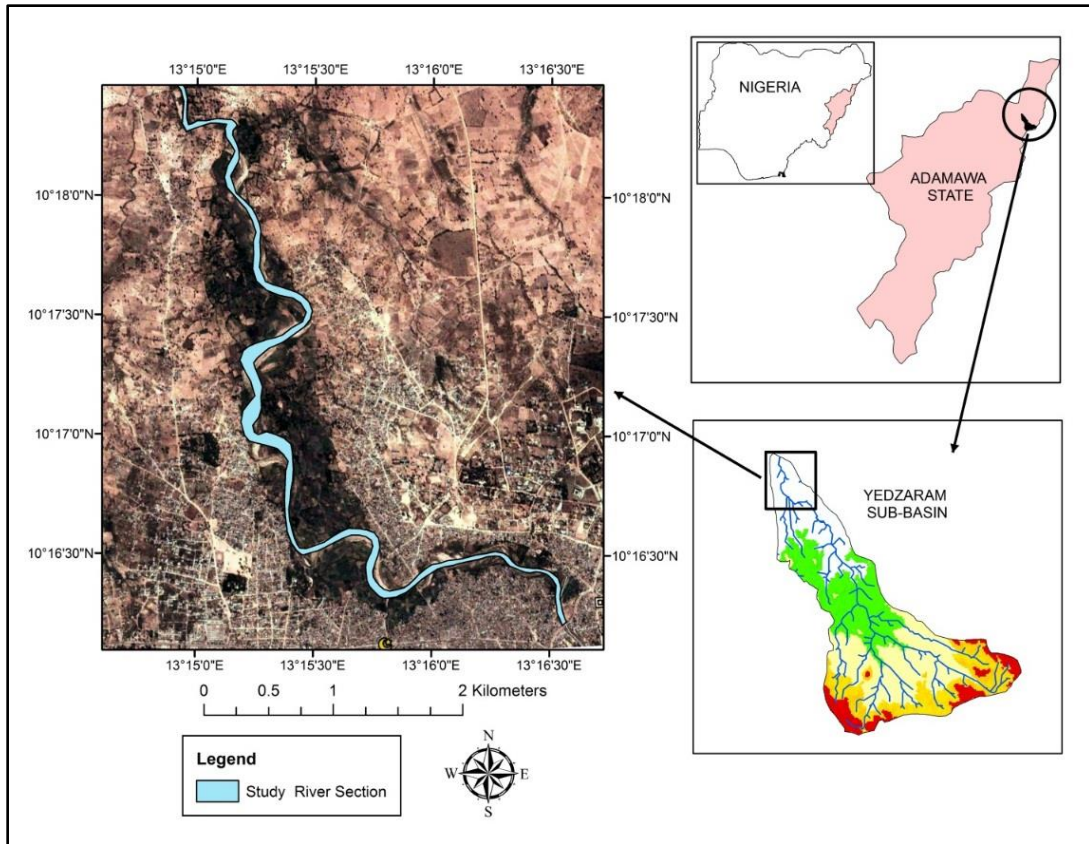 13°15'0"E 13°15'30"E 13°16'0"E 13°16'30"E
10°18'0"N 10°18'0"N
10°17'30"N 10°17'30"N
10°17'0"N 10°17'0"N
10°16'30"N 10°16'30"N
13°15'0"E 13°15'30"E 13°16'0"E 13°16'30"E
0 0.5 1 2 Kilometers
Legend
Study River Section
N
W E
S
NIGERIA
ADAMAWA
STATE
YEDZARAM
SUB-BASIN